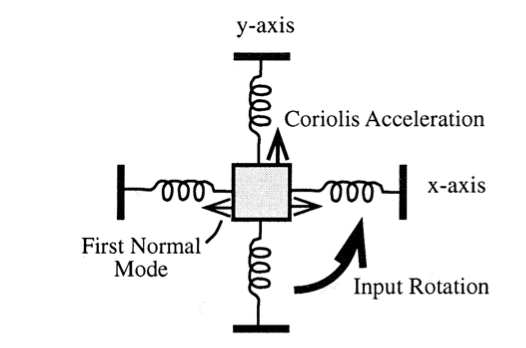 y-axis
Coriolis Acceleration
x-axis
First Normal
Mode
Input Rotation